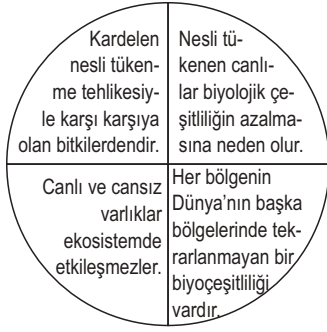 Kardelen
nesli tüken-
me tehlikesiy-
le karşı karşıya
olan bitkilerdendir.
Nesli tü-
kenen canlı-
lar biyolojik çe-
şitliliğin azalma-
sına neden olur.
Canlı ve cansız
varlıklar
ekosistemde
etkileşmezler.
Her bölgenin
Dünya'nın başka
bölgelerinde tek-
rarlanmayan bir
biyoçeşitliliği
vardır.